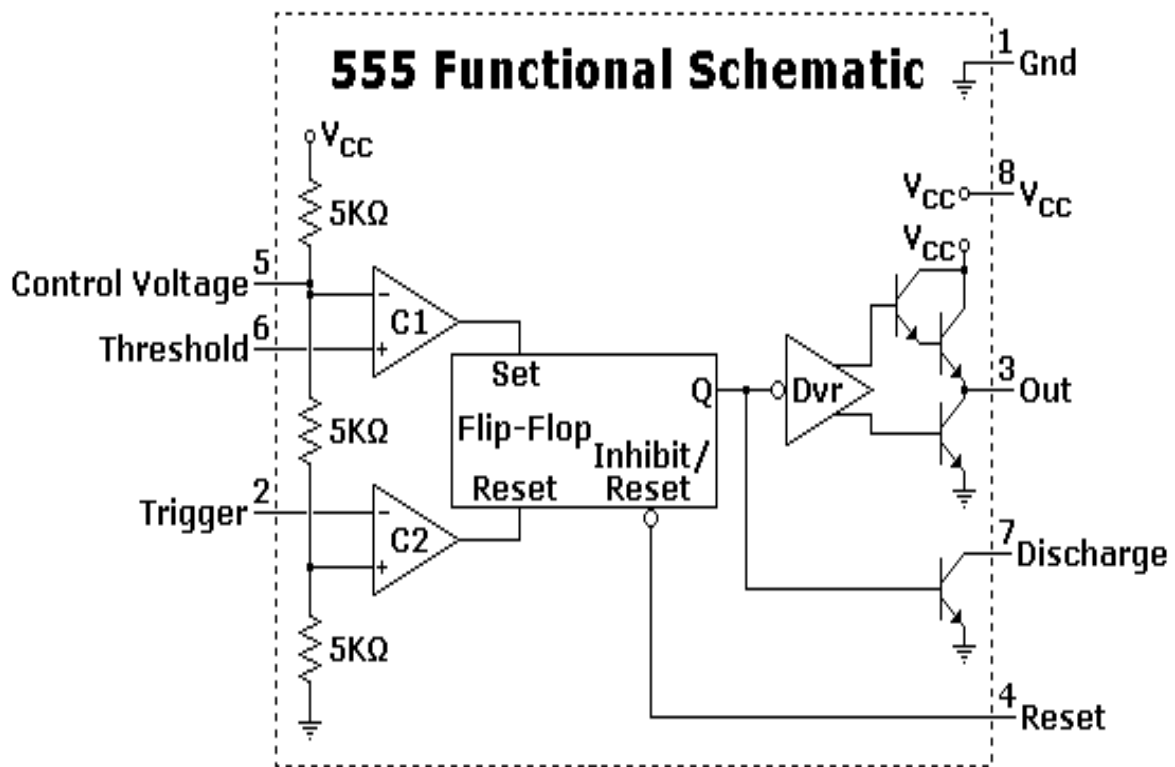 555 Functional Schematic
1
Gnd
VCC
5KΩ
8
VCC
VCC
VCC
5
Control Voltage
-
C1
6
Threshold
+
Set
Q
Dvr
3
Out
5KΩ
Flip-Flop
Inhibit/
Reset
Reset
2
Trigger
-
C2
+
7
Discharge
5KΩ
4
Reset